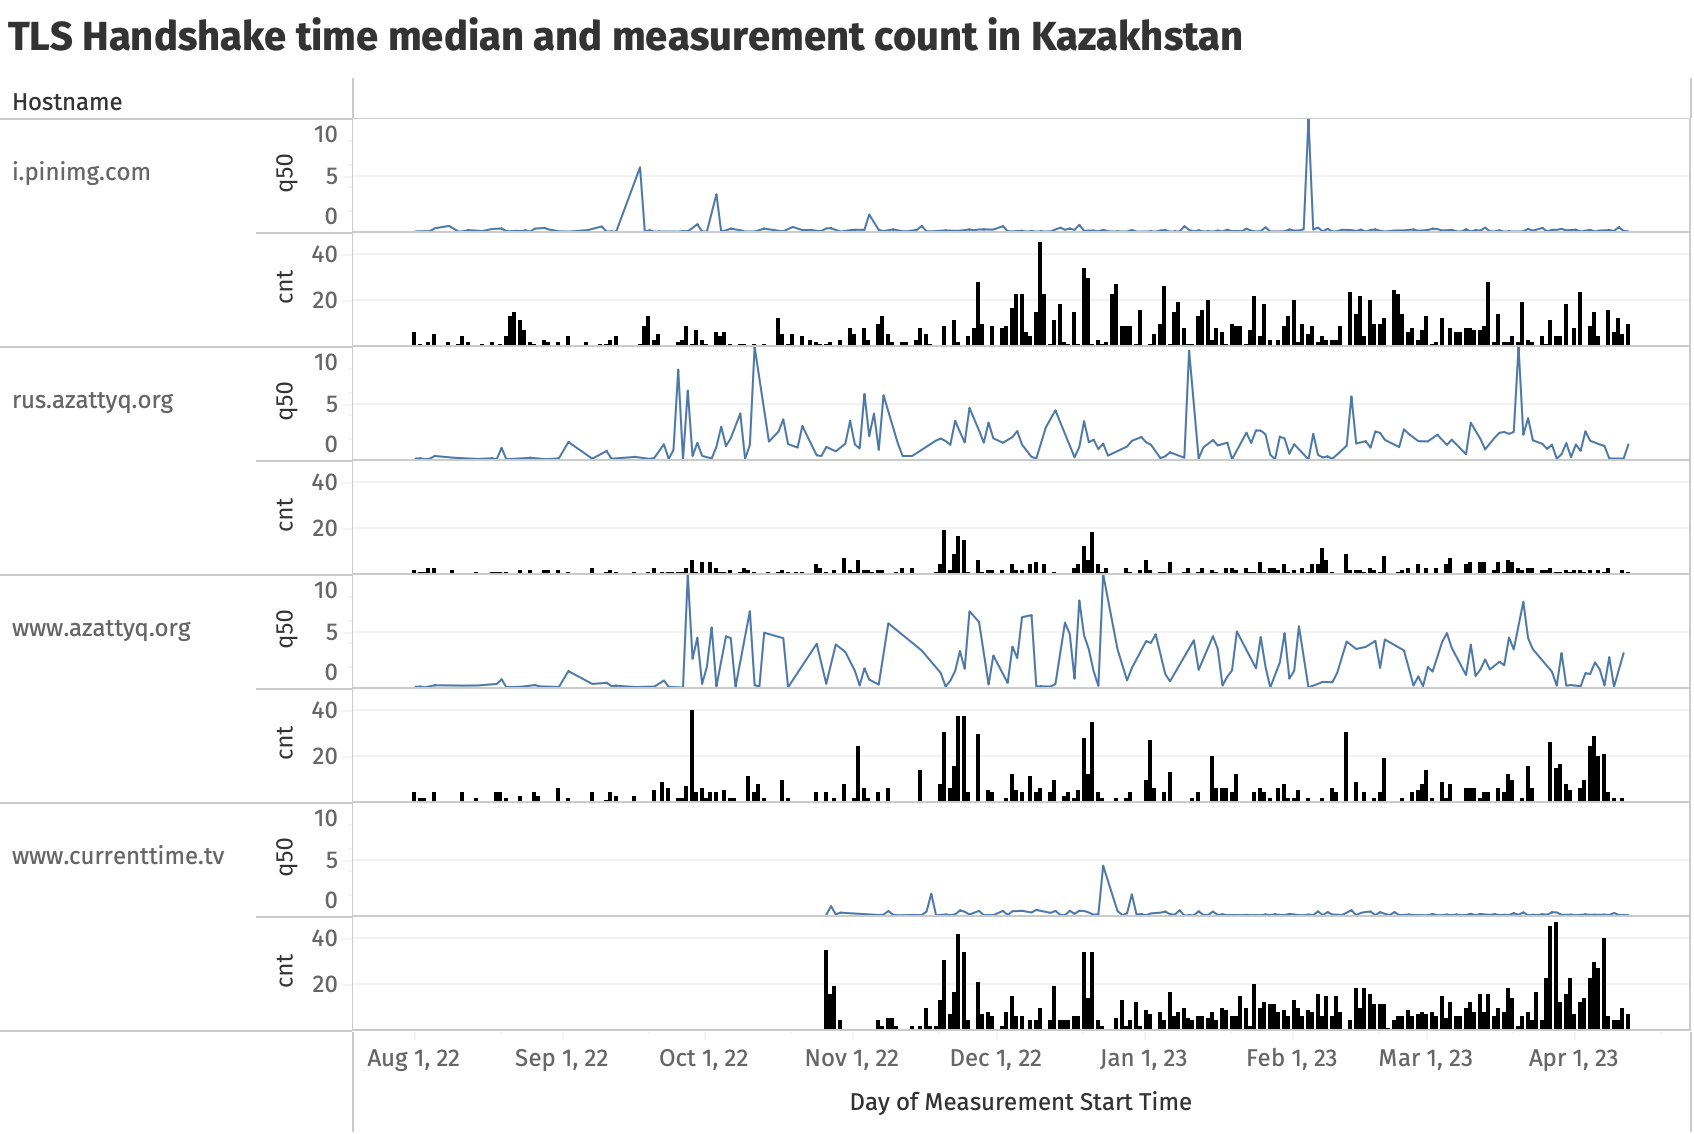 TLS Handshake time median and measurement count in Kazakhstan
Hostname
i.pinimg.com
q50
10
5
0
cnt
40
20
rus.azattyq.org
q50
10
5
0
cnt
40
20
www.azattyq.org
q50
10
5
0
cnt
40
20
www.currenttime.tv
q50
10
5
0
cnt
40
20
Aug 1, 22 Sep 1, 22 Oct 1, 22 Nov 1, 22 Dec 1, 22 Jan 1, 23 Feb 1, 23 Mar 1, 23 Apr 1, 23
Day of Measurement Start Time